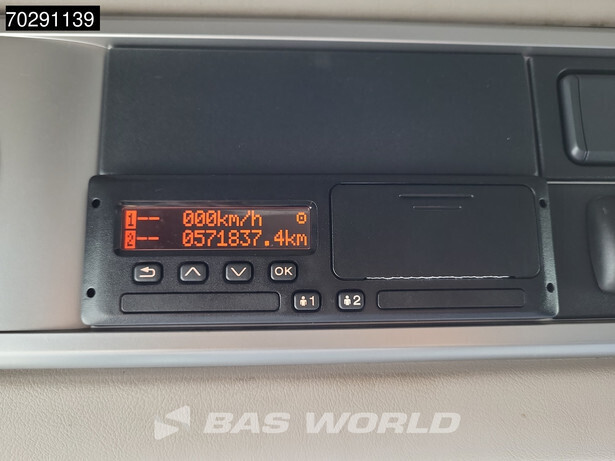 70291139
1-- 000km/h
2-- 0571837.4km
OK
1
2
BAS WORLD